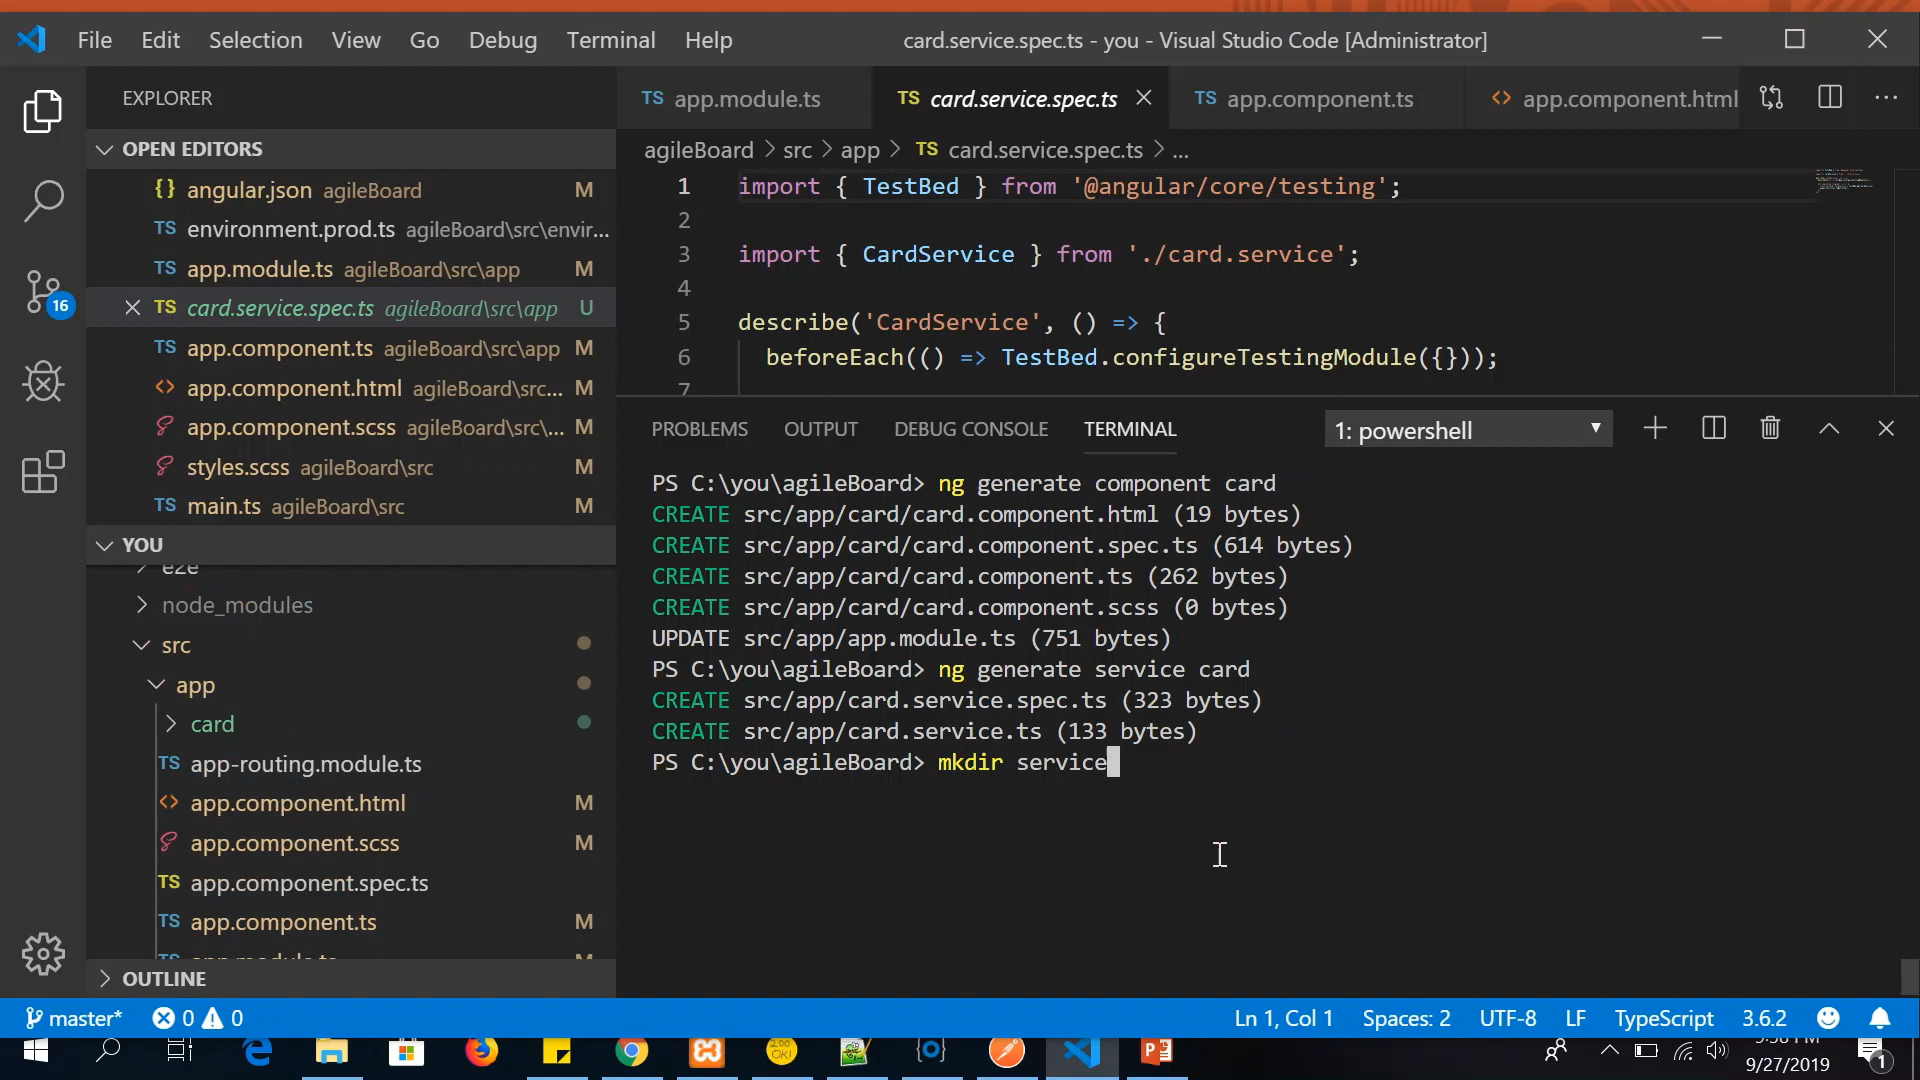 File Edit Selection View Go Debug Terminal Help card.service.spec.ts - you - Visual Studio Code [Administrator]
EXPLORER
OPEN EDITORS
{} angular.json agileBoard M
TS environment.prod.ts agileBoard\src\envir...
TS app.module.ts agileBoard\src\app M
TS card.service.spec.ts agileBoard\src\app U
TS app.component.ts agileBoard\src\app M
<> app.component.html agileBoard\src... M
app.component.scss agileBoard\src\... M
styles.scss agileBoard\src M
TS main.ts agileBoard\src M
YOU
e2e
node_modules
src
app
card
TS app-routing.module.ts
<> app.component.html M
app.component.scss M
TS app.component.spec.ts
TS app.component.ts M
OUTLINE
16
TS app.module.ts
TS card.service.spec.ts
TS app.component.ts
<> app.component.html
agileBoard > src > app > TS card.service.spec.ts > ...
1 import { TestBed } from '@angular/core/testing';
2
3 import { CardService } from './card.service';
4
5 describe('CardService', () => {
6 beforeEach(() => TestBed.configureTestingModule({}));
7
PROBLEMS OUTPUT DEBUG CONSOLE TERMINAL 1: powershell
PS C:\you\agileBoard> ng generate component card
CREATE src/app/card/card.component.html (19 bytes)
CREATE src/app/card/card.component.spec.ts (614 bytes)
CREATE src/app/card/card.component.ts (262 bytes)
CREATE src/app/card/card.component.scss (0 bytes)
UPDATE src/app/app.module.ts (751 bytes)
PS C:\you\agileBoard> ng generate service card
CREATE src/app/card.service.spec.ts (323 bytes)
CREATE src/app/card.service.ts (133 bytes)
PS C:\you\agileBoard> mkdir service
master* 0 0 Ln 1, Col 1 Spaces: 2 UTF-8 LF TypeScript 3.6.2
9/27/2019
1